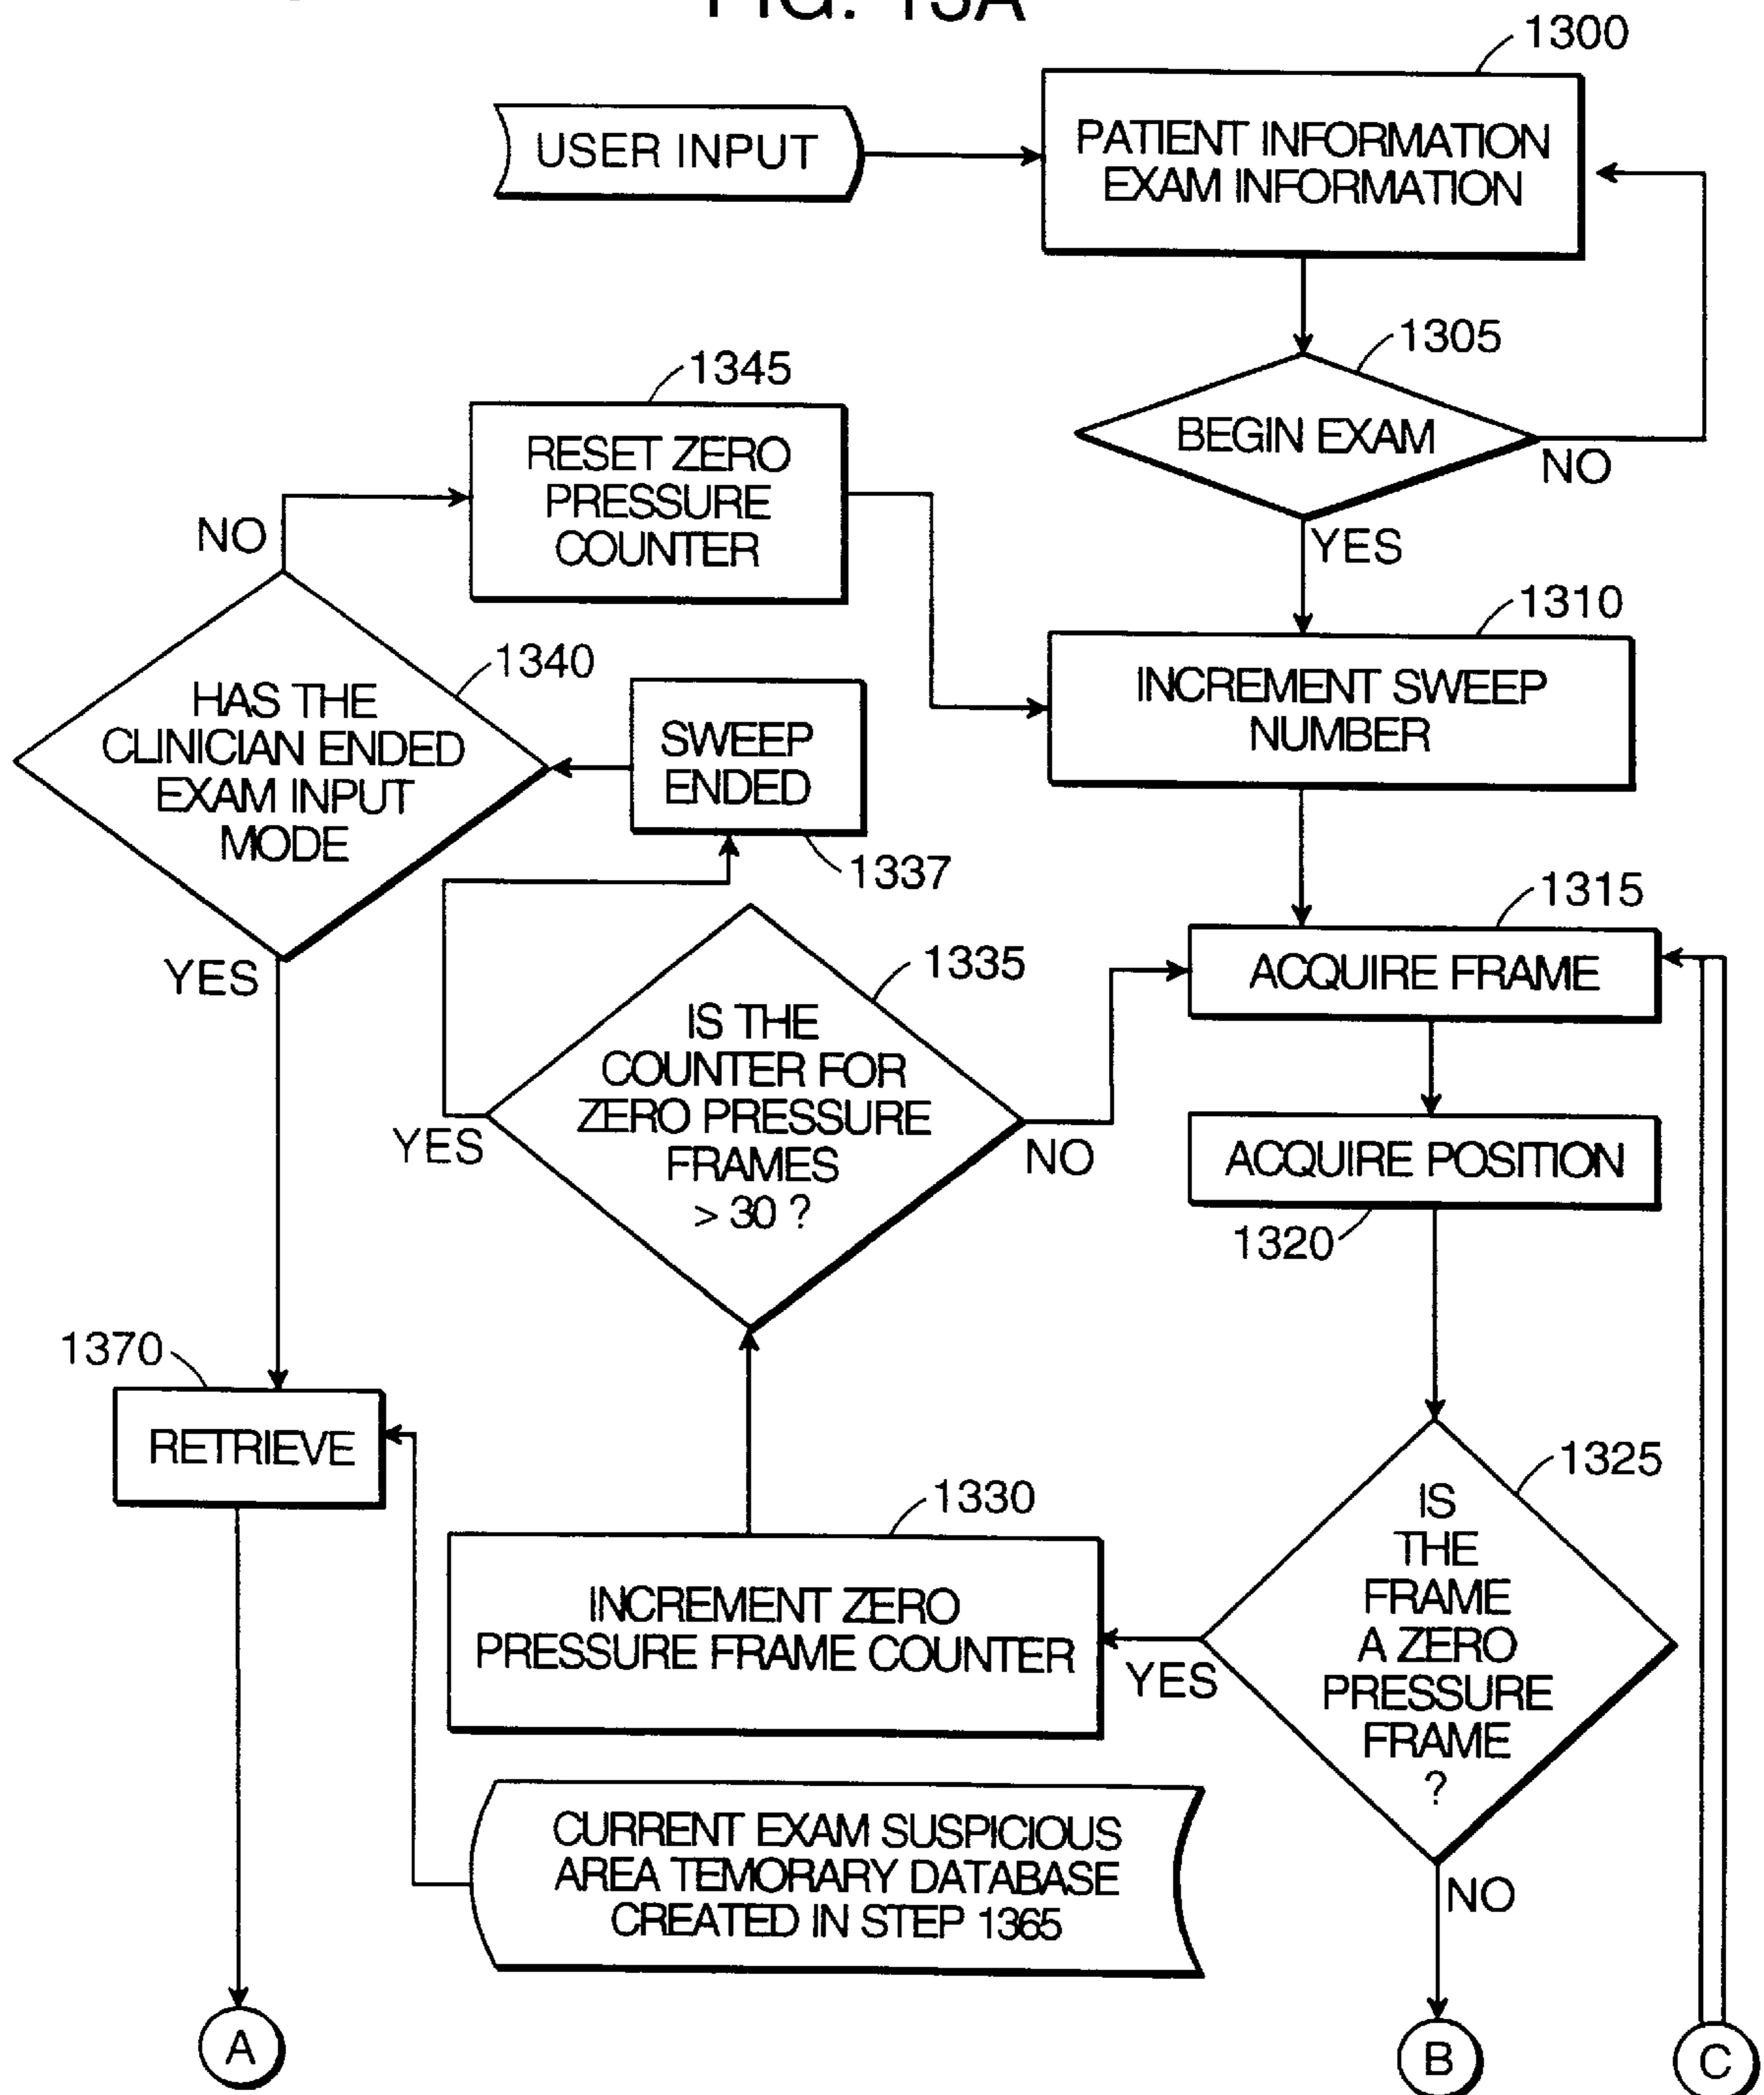 FIG. 13A
1300
USER INPUT
PATIENT INFORMATION
EXAM INFORMATION
1305
BEGIN EXAM
NO
YES
1345
RESET ZERO
PRESSURE
COUNTER
NO
1310
INCREMENT SWEEP
NUMBER
1340
HAS THE
CLINICIAN ENDED
EXAM INPUT
MODE
YES
SWEEP
ENDED
1337
1315
ACQUIRE FRAME
1335
IS THE
COUNTER FOR
ZERO PRESSURE
FRAMES
> 30 ?
YES
NO
ACQUIRE POSITION
1320
1370
RETRIEVE
1325
IS
THE
FRAME
A ZERO
PRESSURE
FRAME
?
YES
NO
1330
INCREMENT ZERO
PRESSURE FRAME COUNTER
CURRENT EXAM SUSPICIOUS
AREA TEMORARY DATABASE
CREATED IN STEP 1365
A
B
C